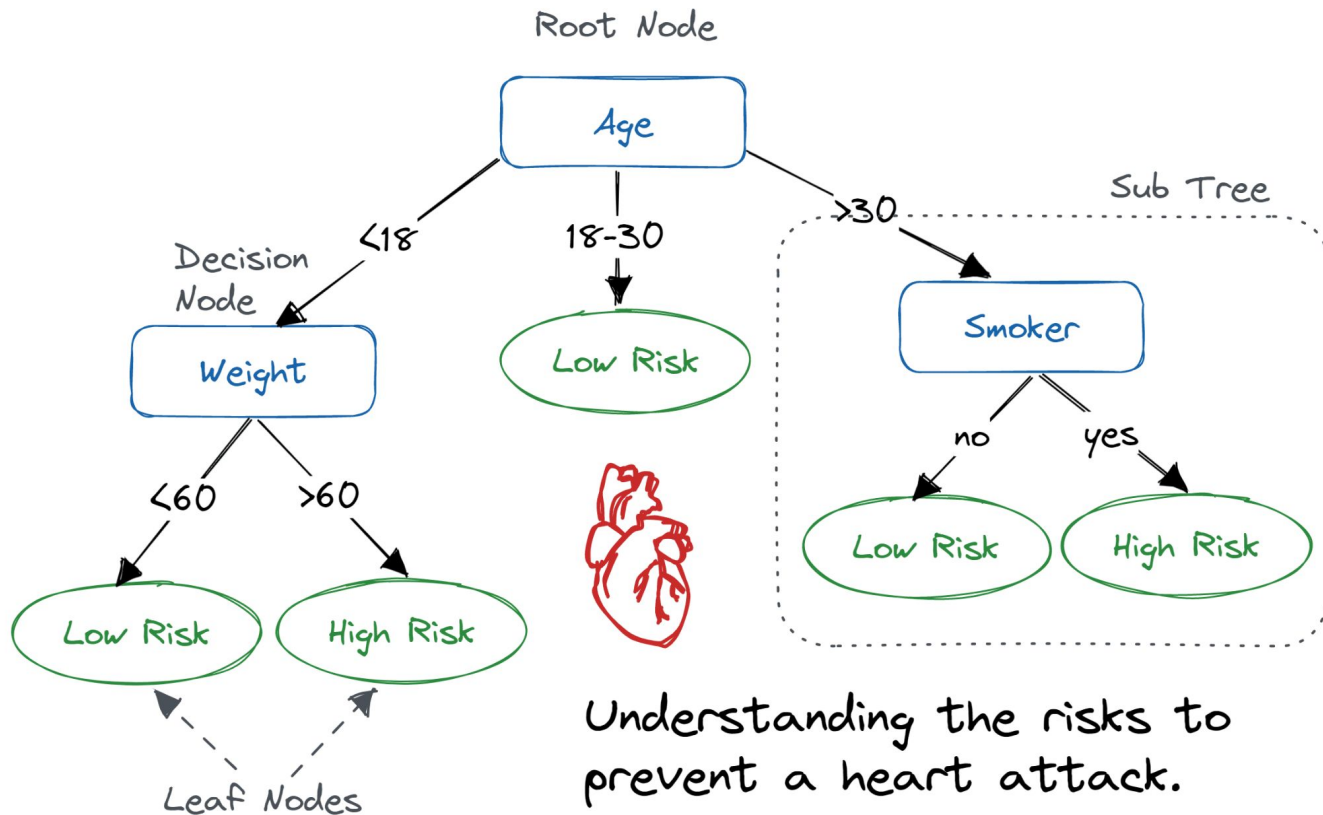 Root Node
Age
Sub Tree
<18
18-30
>30
Decision
Node
Weight
Low Risk
Smoker
<60
>60
no
yes
Low Risk
High Risk
Low Risk
High Risk
Leaf Nodes
Understanding the risks to
prevent a heart attack.